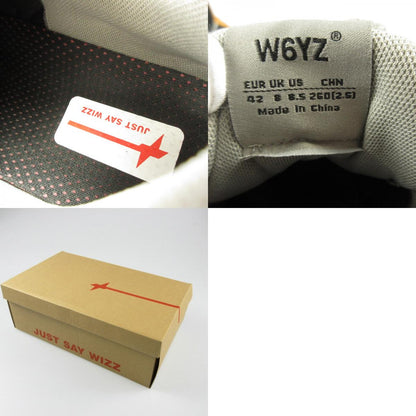 JUST SAY WIZZ
W6YZ®
EUR UK US CHN
42 8 8.5 260(2.5)
Made in China
JUST SAY WIZZ